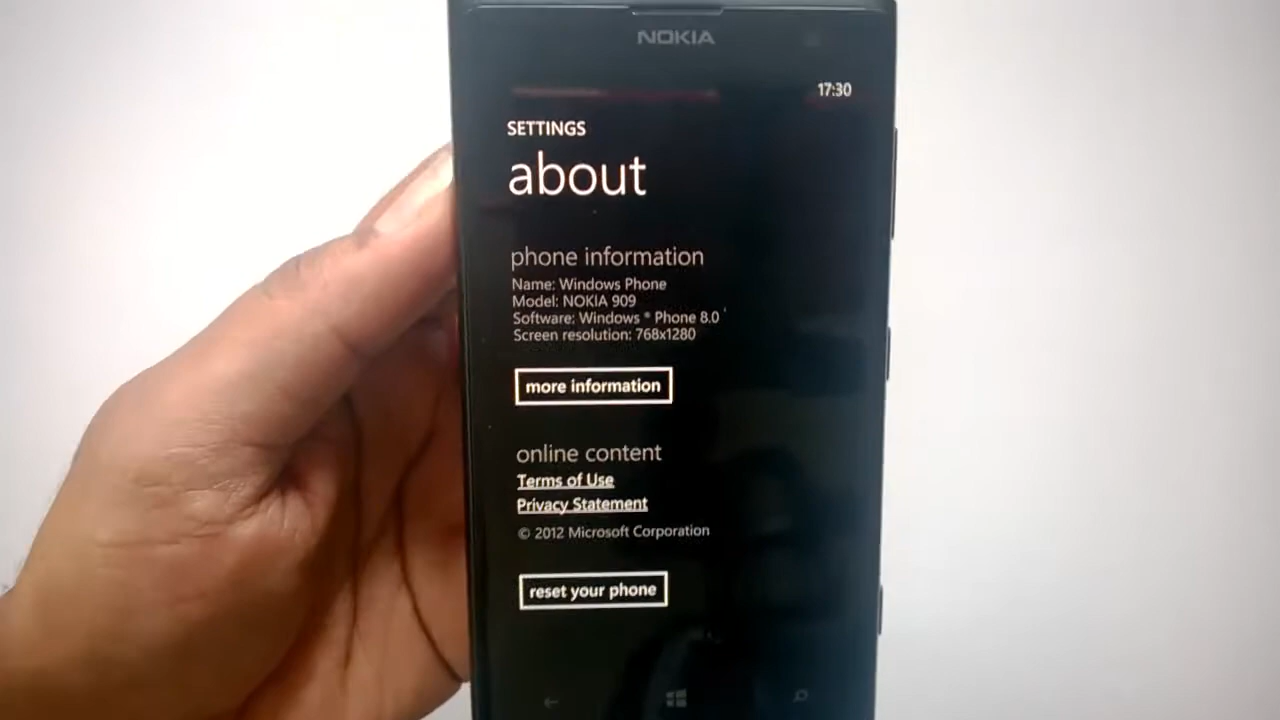 NOKIA
17:30
SETTINGS
about
phone information
Name: Windows Phone
Model: NOKIA 909
Software: Windows ® Phone 8.0
Screen resolution: 768x1280
more information
online content
Terms of Use
Privacy Statement
© 2012 Microsoft Corporation
reset your phone